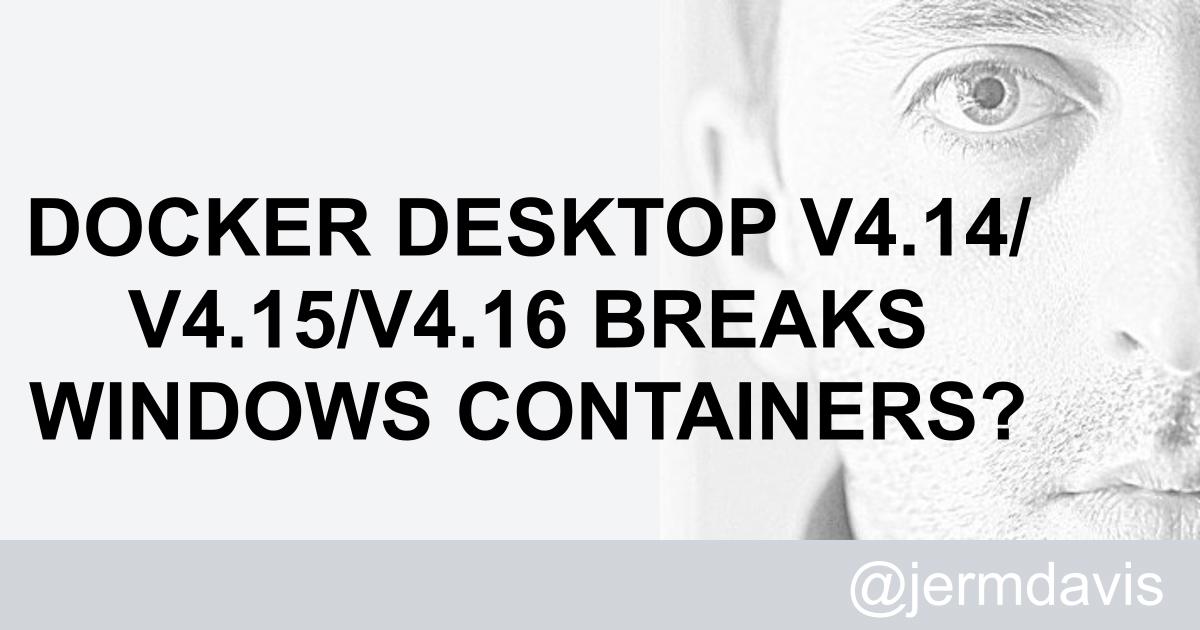 DOCKER DESKTOP V4.14/
V4.15/V4.16 BREAKS
WINDOWS CONTAINERS?
@jermdavis